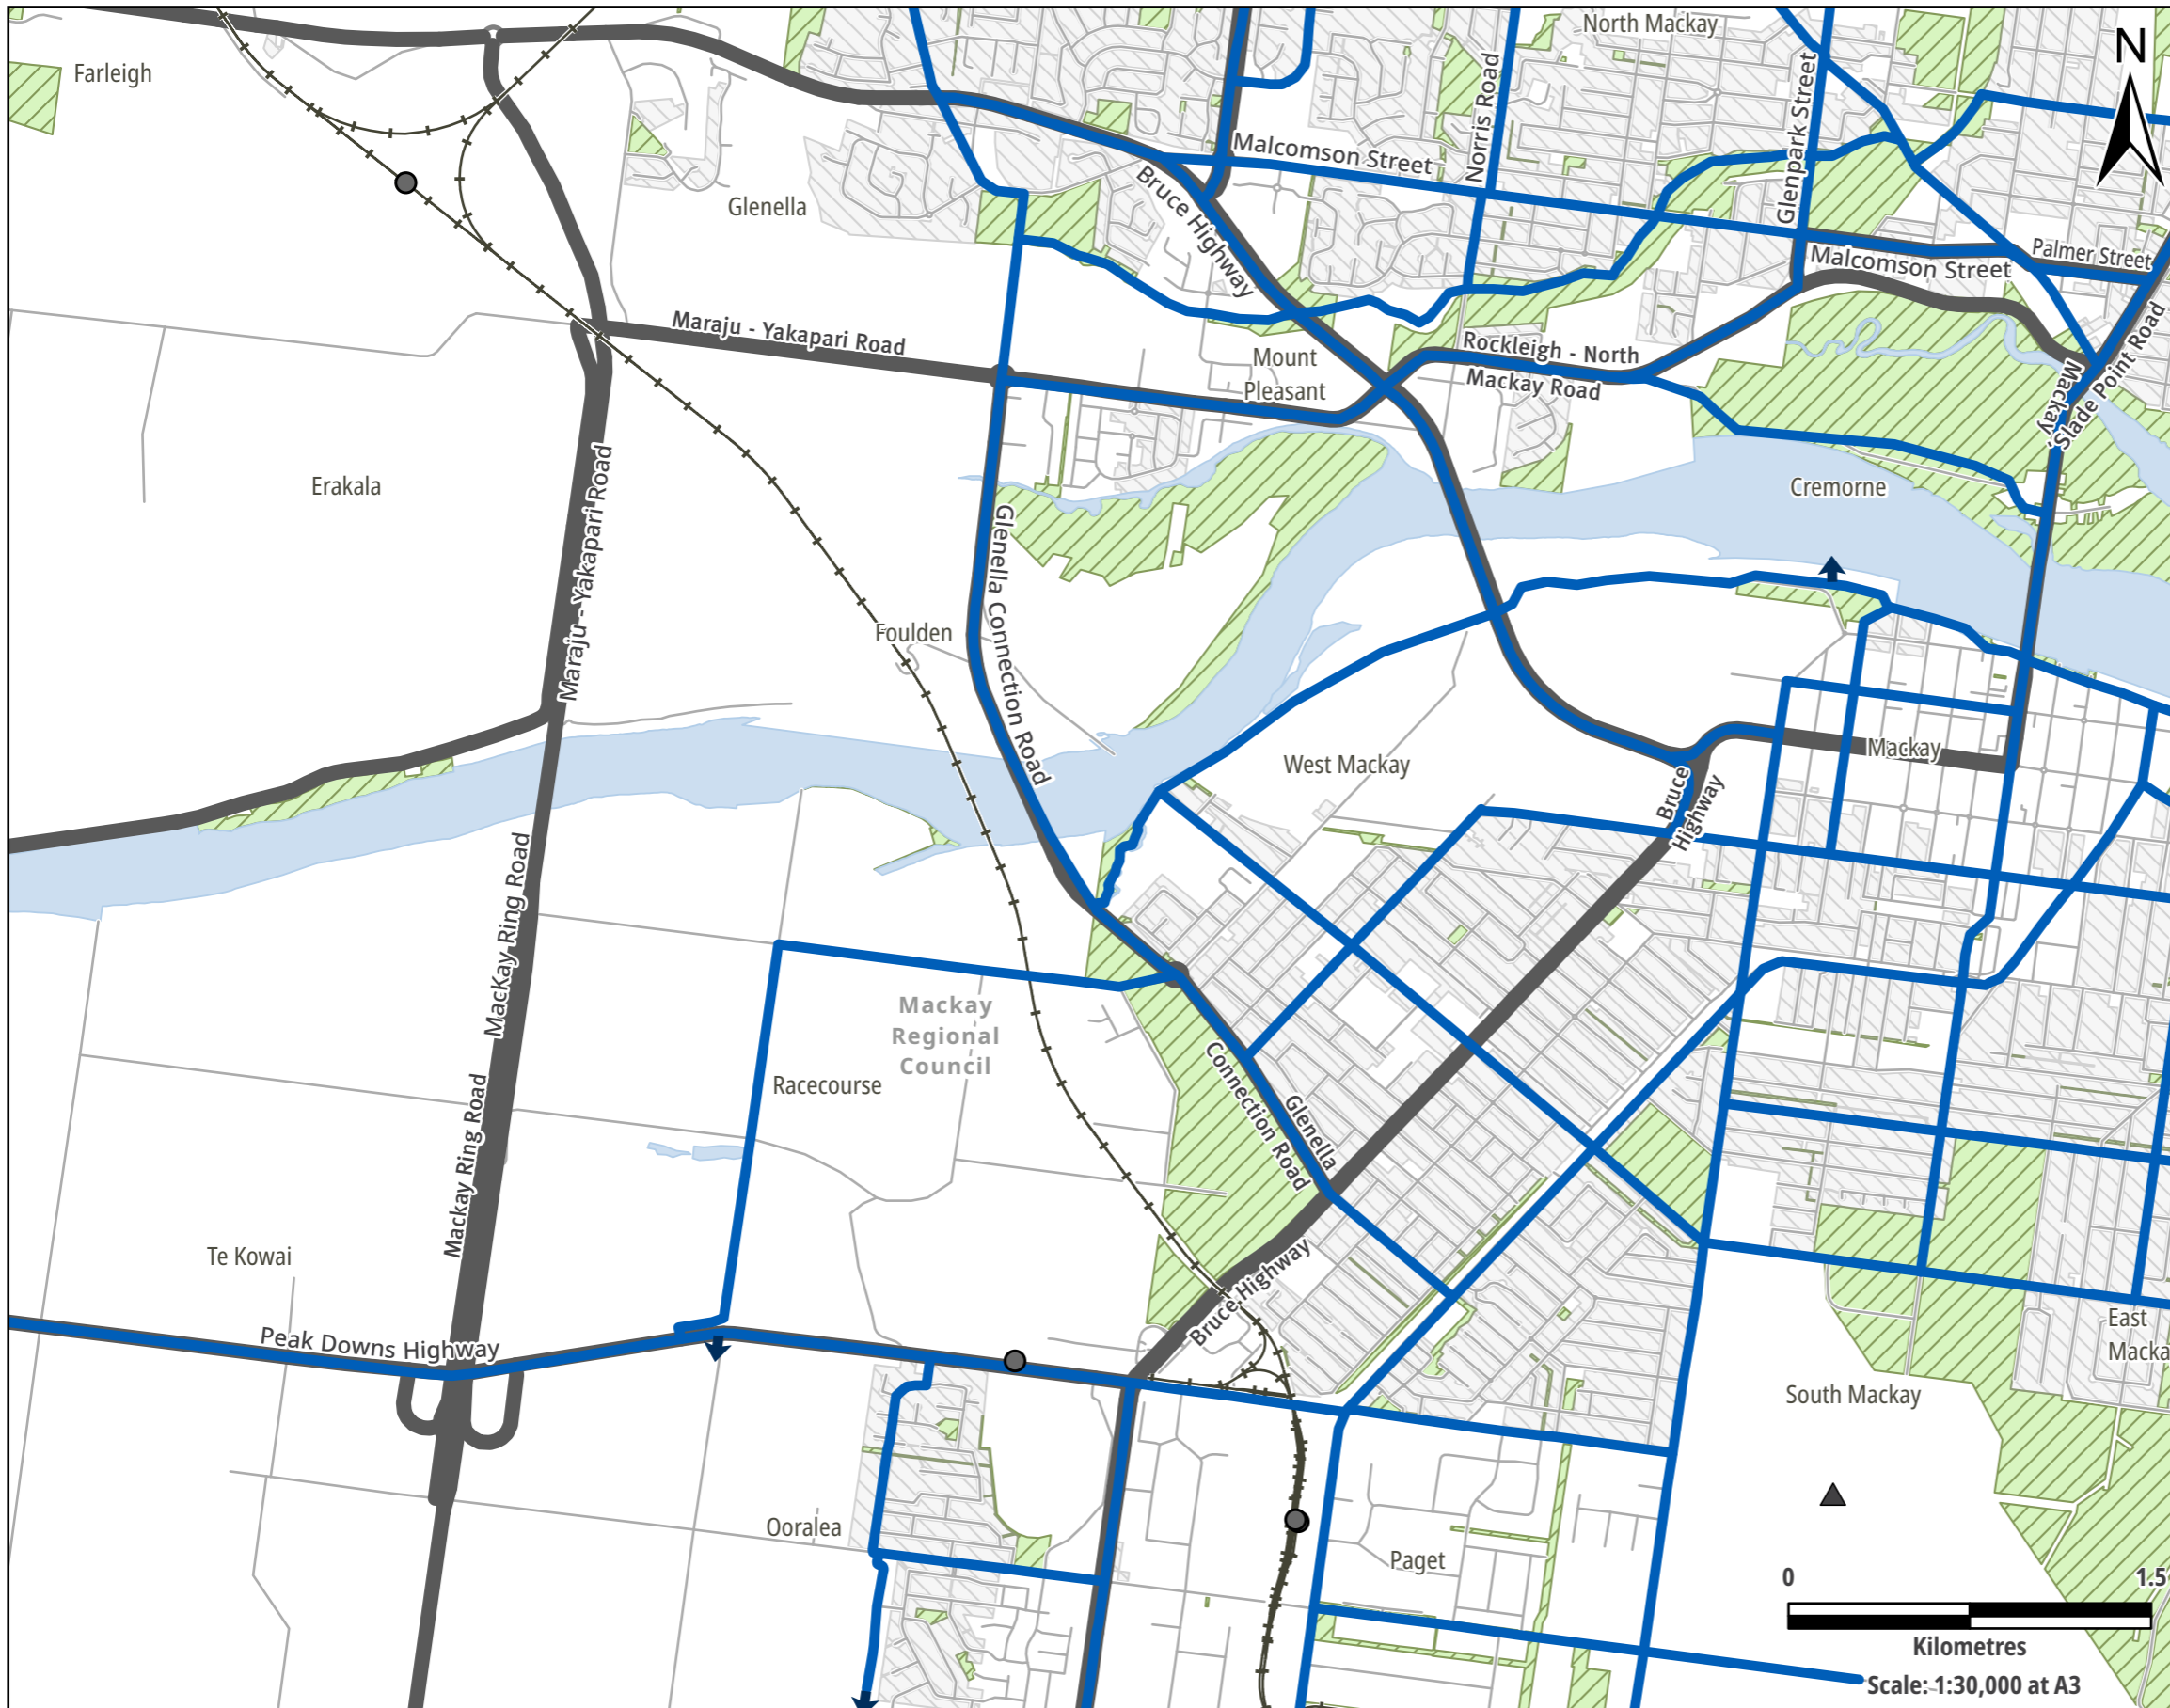 North Mackay
N
Farleigh
Norris Road
Glenpark Street
Malcomson Street
Bruce Highway
Glenella
Palmer Street
Malcomson Street
Maraju - Yakapari Road
Mount
Pleasant
Rockleigh - North
Mackay Road
Mackay -
Slade Point Road
Erakala
Cremorne
Maraju - Yakapari Road
Glenella Connection Road
Foulden
West Mackay
Mackay
Bruce
Highway
MacKay Ring Road
Mackay
Regional
Council
Racecourse
Glenella
Connection Road
Mackay Ring Road
Te Kowai
Bruce Highway
Peak Downs Highway
East
Macka
South Mackay
Ooralea
Paget
0
1.5
Kilometres
Scale: 1:30,000 at A3